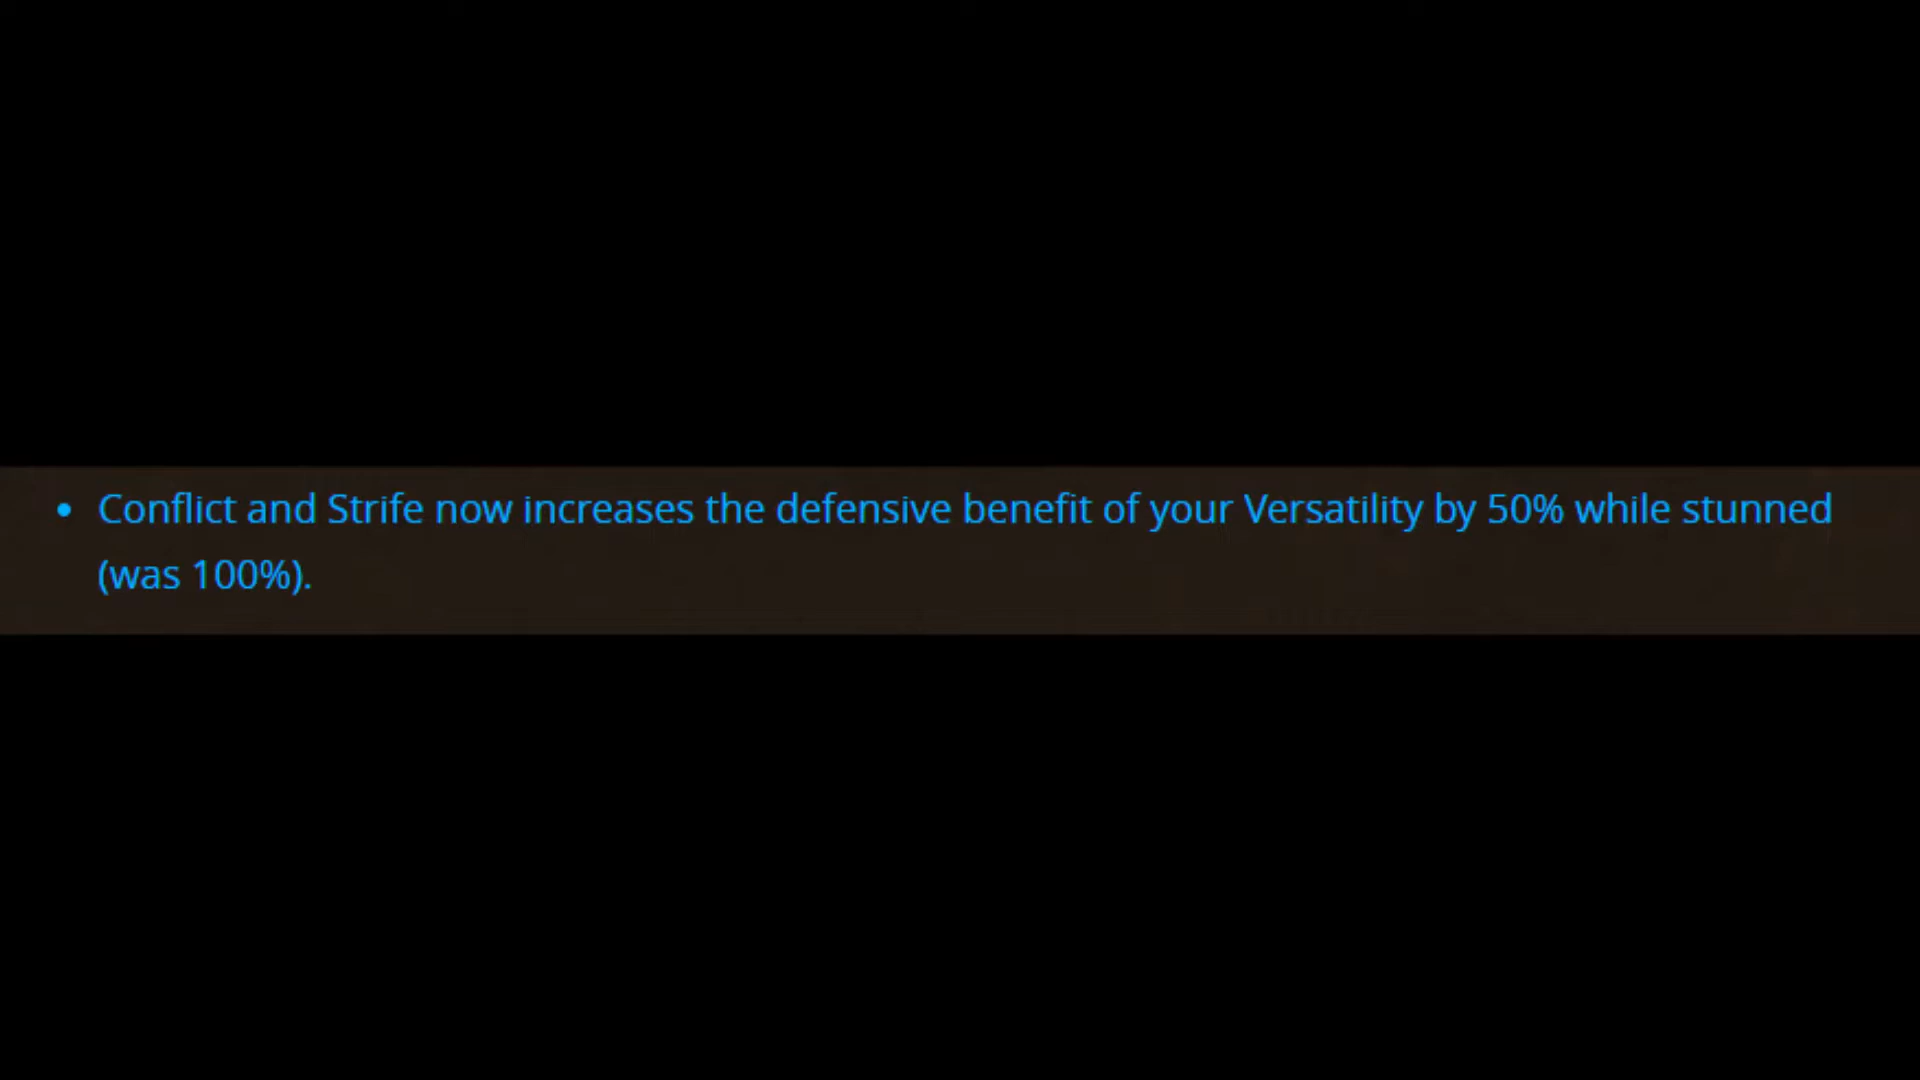 • Conflict and Strife now increases the defensive benefit of your Versatility by 50% while stunned
(was 100%).